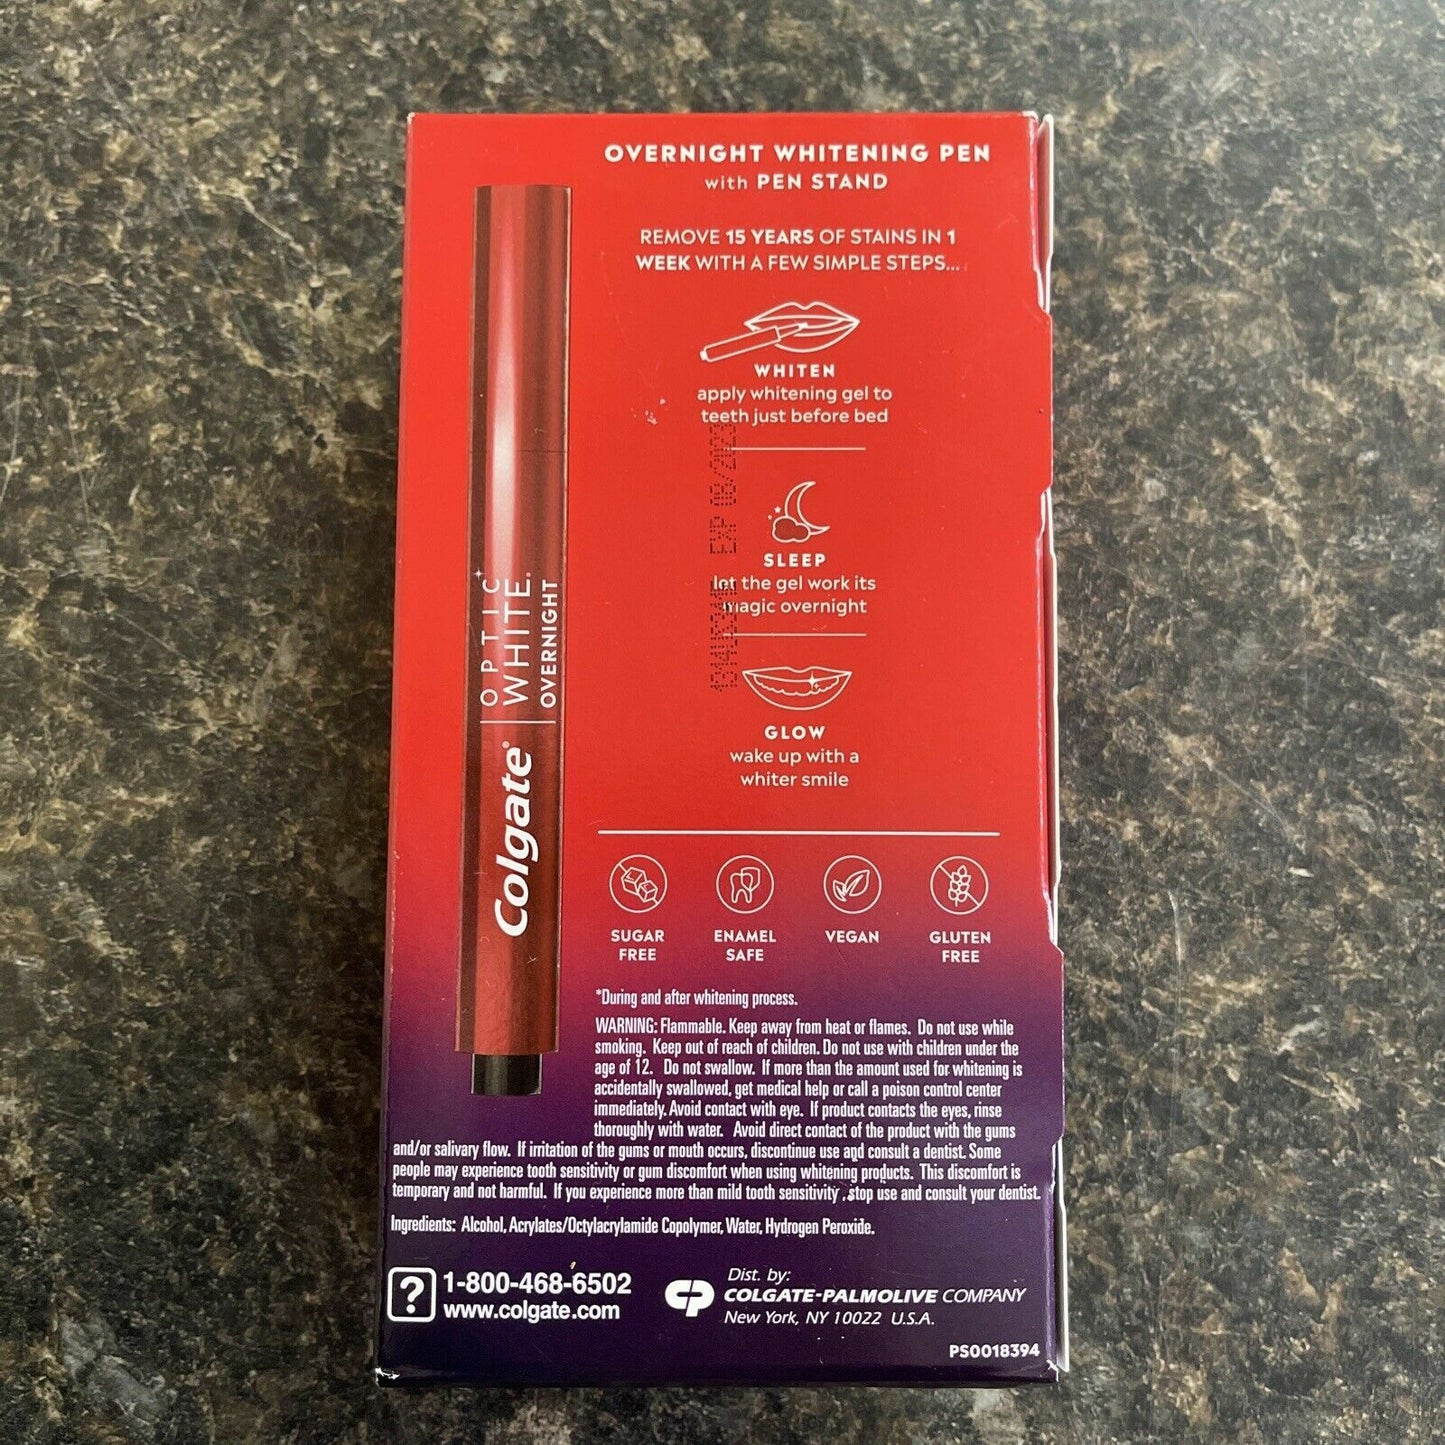 OVERNIGHT WHITENING PEN
with PEN STAND
REMOVE 15 YEARS OF STAINS IN 1
WEEK WITH A FEW SIMPLE STEPS...
WHITEN
apply whitening gel to
teeth just before bed
EXP 08/2023
SLEEP
let the gel work its
magic overnight
GLOW
wake up with a
whiter smile
Colgate®
OPTIC
WHITE®
OVERNIGHT
SUGAR
FREE
ENAMEL
SAFE
VEGAN
GLUTEN
FREE
*During and after whitening process.
WARNING: Flammable. Keep away from heat or flames. Do not use while
smoking. Keep out of reach of children. Do not use with children under the
age of 12. Do not swallow. If more than the amount used for whitening is
accidentally swallowed, get medical help or call a poison control center
immediately. Avoid contact with eye. If product contacts the eyes, rinse
thoroughly with water. Avoid direct contact of the product with the gums
and/or salivary flow. If irritation of the gums or mouth occurs, discontinue use and consult a dentist. Some
people may experience tooth sensitivity or gum discomfort when using whitening products. This discomfort is
temporary and not harmful. If you experience more than mild tooth sensitivity, stop use and consult your dentist.
Ingredients: Alcohol, Acrylates/Octylacrylamide Copolymer, Water, Hydrogen Peroxide.
? 1-800-468-6502
www.colgate.com
CP
Dist. by:
COLGATE-PALMOLIVE COMPANY
New York, NY 10022 U.S.A.
PS0018394